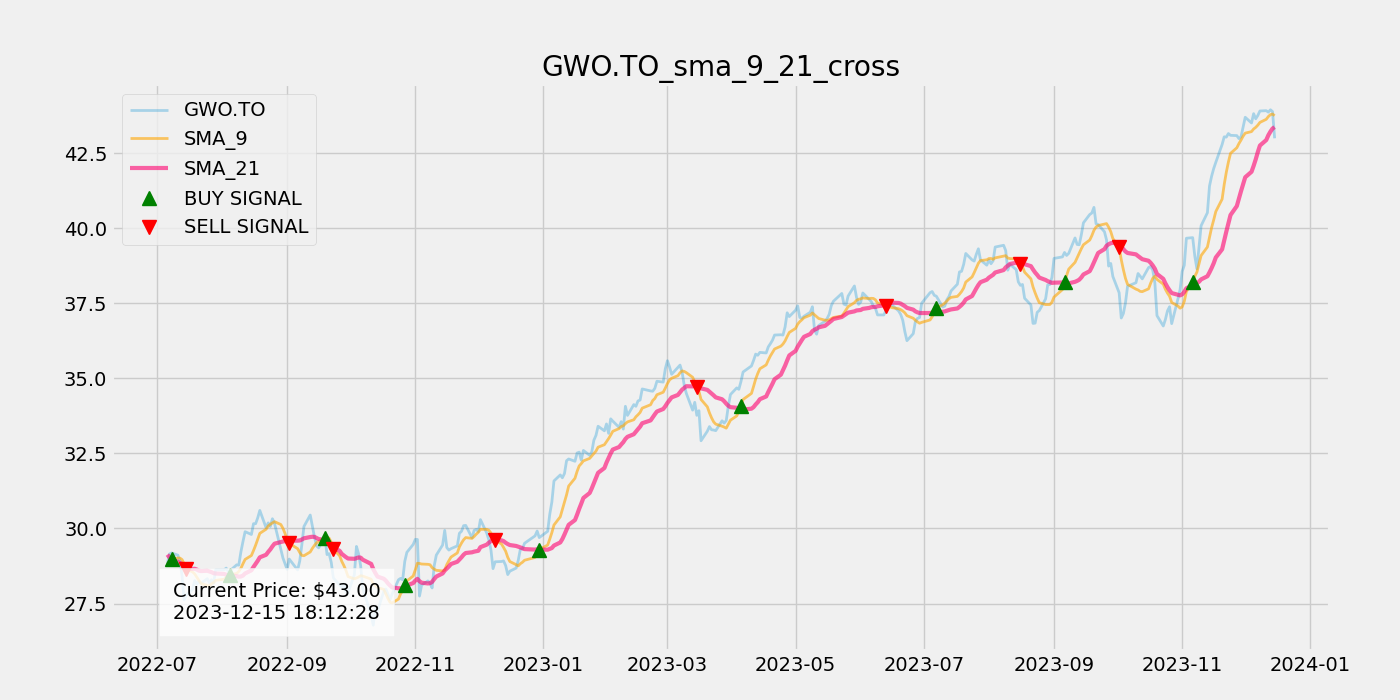 GWO.TO_sma_9_21_cross
GWO.TO
SMA_9
SMA_21
BUY SIGNAL
SELL SIGNAL
42.5
40.0
37.5
35.0
32.5
30.0
27.5
Current Price: $43.00
2023-12-15 18:12:28
2022-07 2022-09 2022-11 2023-01 2023-03 2023-05 2023-07 2023-09 2023-11 2024-01